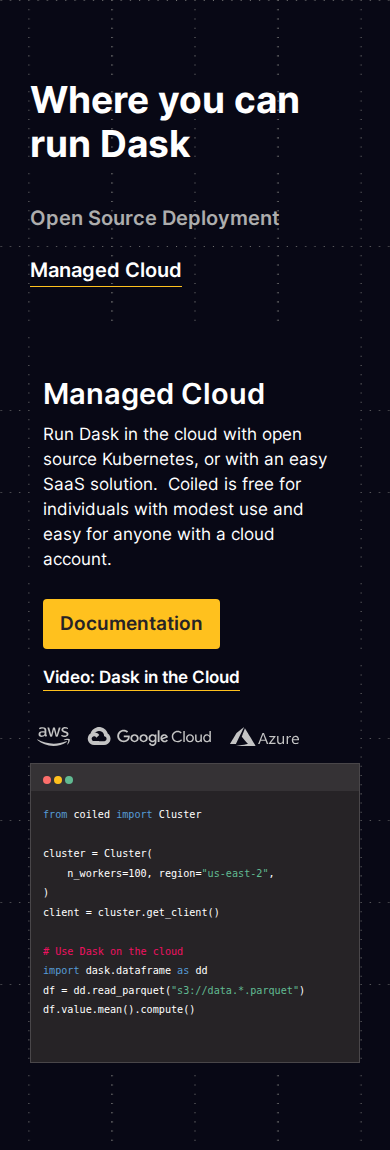 Where you can
run Dask
Open Source Deployment
Managed Cloud
Managed Cloud
Run Dask in the cloud with open
source Kubernetes, or with an easy
SaaS solution.  Coiled is free for
individuals with modest use and
easy for anyone with a cloud
account.
Documentation
Video: Dask in the Cloud
aws Google Cloud Azure
from coiled import Cluster
cluster = Cluster(
    n_workers=100, region="us-east-2",
)
client = cluster.get_client()
# Use Dask on the cloud
import dask.dataframe as dd
df = dd.read_parquet("s3://data.*.parquet")
df.value.mean().compute()